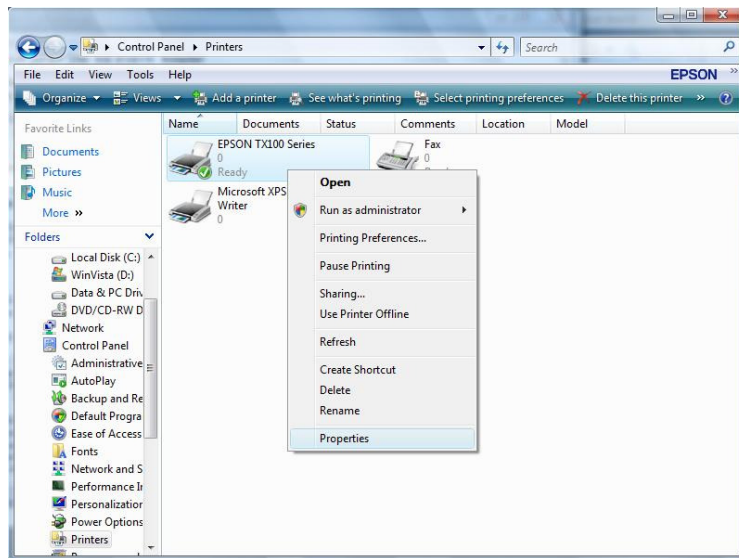 Control Panel Printers
Search
File Edit View Tools Help
EPSON
Organize Views Add a printer See what's printing Select printing preferences Delete this printer
Favorite Links
Documents
Pictures
Music
More
Folders
Local Disk (C:)
WinVista (D:)
Data & PC Driv
DVD/CD-RW D
Network
Control Panel
Administrative
AutoPlay
Backup and Re
Default Progra
Ease of Access
Fonts
Network and S
Performance Ir
Personalization
Power Options
Printers
Name Documents Status Comments Location Model
EPSON TX100 Series
0
Ready
Fax
0
Microsoft XPS
Writer
0
Open
Run as administrator
Printing Preferences...
Pause Printing
Sharing...
Use Printer Offline
Refresh
Create Shortcut
Delete
Rename
Properties